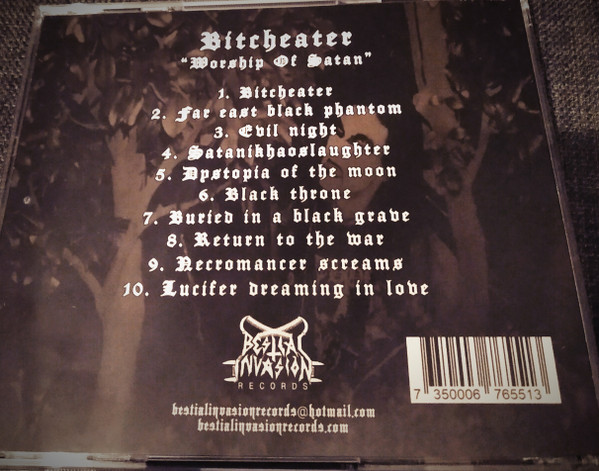 Bitcheater
"Worship Of Satan"
1. Bitcheater
2. Far east black phantom
3. Evil night
4. Satanikhaoslaughter
5. Dystopia of the moon
6. Black throne
7. Buried in a black grave
8. Return to the war
9. Necromancer screams
10. Lucifer dreaming in love
BESTIAL
INVASION
RECORDS
7 350006 765513
bestialinvasionrecords@hotmail.com
bestialinvasionrecords.com